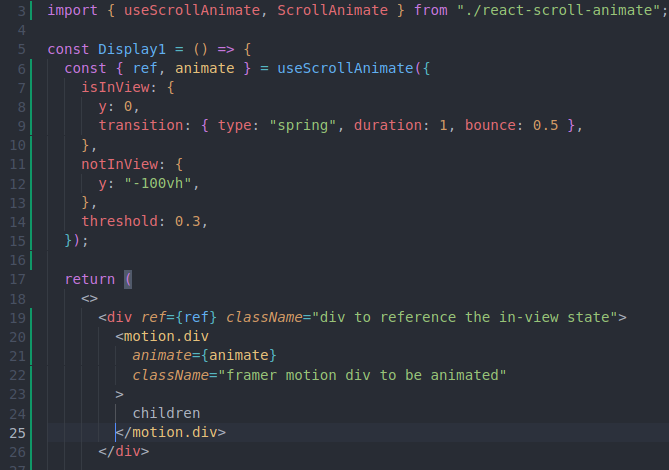 3 import { useScrollAnimate, ScrollAnimate } from "./react-scroll-animate";
4
5 const Display1 = () => {
6 const { ref, animate } = useScrollAnimate({
7 isInView: {
8 y: 0,
9 transition: { type: "spring", duration: 1, bounce: 0.5 },
10 },
11 notInView: {
12 y: "-100vh",
13 },
14 threshold: 0.3,
15 });
16
17 return (
18 <>
19 <div ref={ref} className="div to reference the in-view state">
20 <motion.div
21 animate={animate}
22 className="framer motion div to be animated"
23 >
24 children
25 </motion.div>
26 </div>